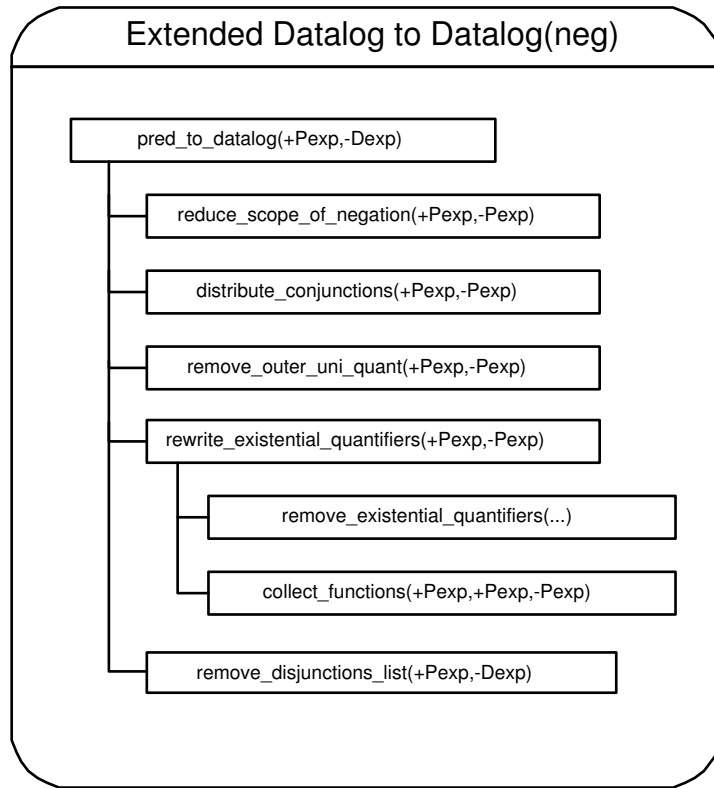 Extended Datalog to Datalog(neg)
pred_to_datalog(+Pexp,-Dexp)
reduce_scope_of_negation(+Pexp,-Pexp)
distribute_conjunctions(+Pexp,-Pexp)
remove_outer_uni_quant(+Pexp,-Pexp)
rewrite_existential_quantifiers(+Pexp,-Pexp)
remove_existential_quantifiers(...)
collect_functions(+Pexp,+Pexp,-Pexp)
remove_disjunctions_list(+Pexp,-Dexp)